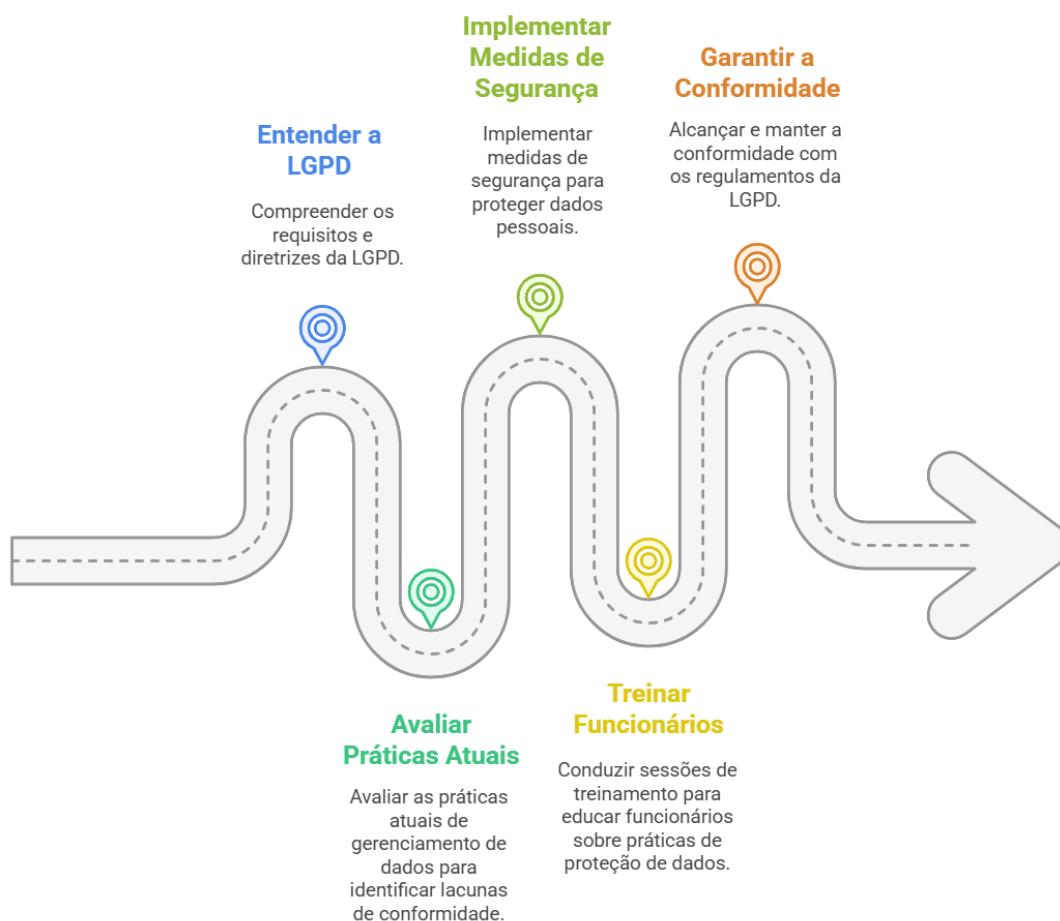 Entender a
LGPD
Compreender os
requisitos e
diretrizes da LGPD.
Avaliar
Práticas Atuais
Avaliar as práticas
atuais de
gerenciamento de
dados para
identificar lacunas
de conformidade.
Implementar
Medidas de
Segurança
Implementar
medidas de
segurança para
proteger dados
pessoais.
Treinar
Funcionários
Conduzir sessões de
treinamento para
educar funcionários
sobre práticas de
proteção de dados.
Garantir a
Conformidade
Alcançar e manter a
conformidade com
os regulamentos da
LGPD.